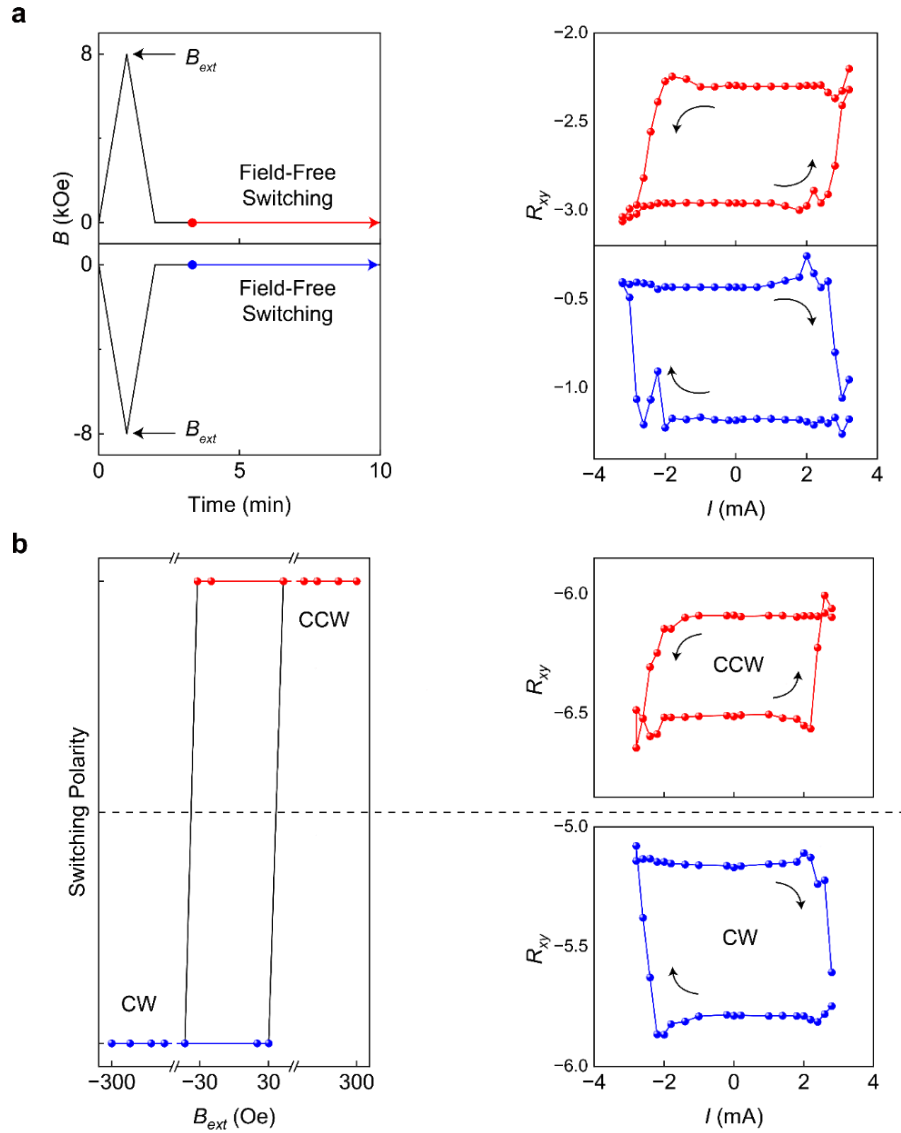 a
8
B_ext
Field-Free
Switching
0
B (kOe)
0
Field-Free
Switching
-8
B_ext
0
5
10
Time (min)
−2.0
−2.5
−3.0
R_xy
−0.5
−1.0
−4
−2
0
2
4
I (mA)
b
Switching Polarity
CCW
CW
−300
−30
30
300
B_ext (Oe)
−6.0
−6.5
R_xy
CCW
−5.0
−5.5
−6.0
R_xy
CW
−4
−2
0
2
4
I (mA)